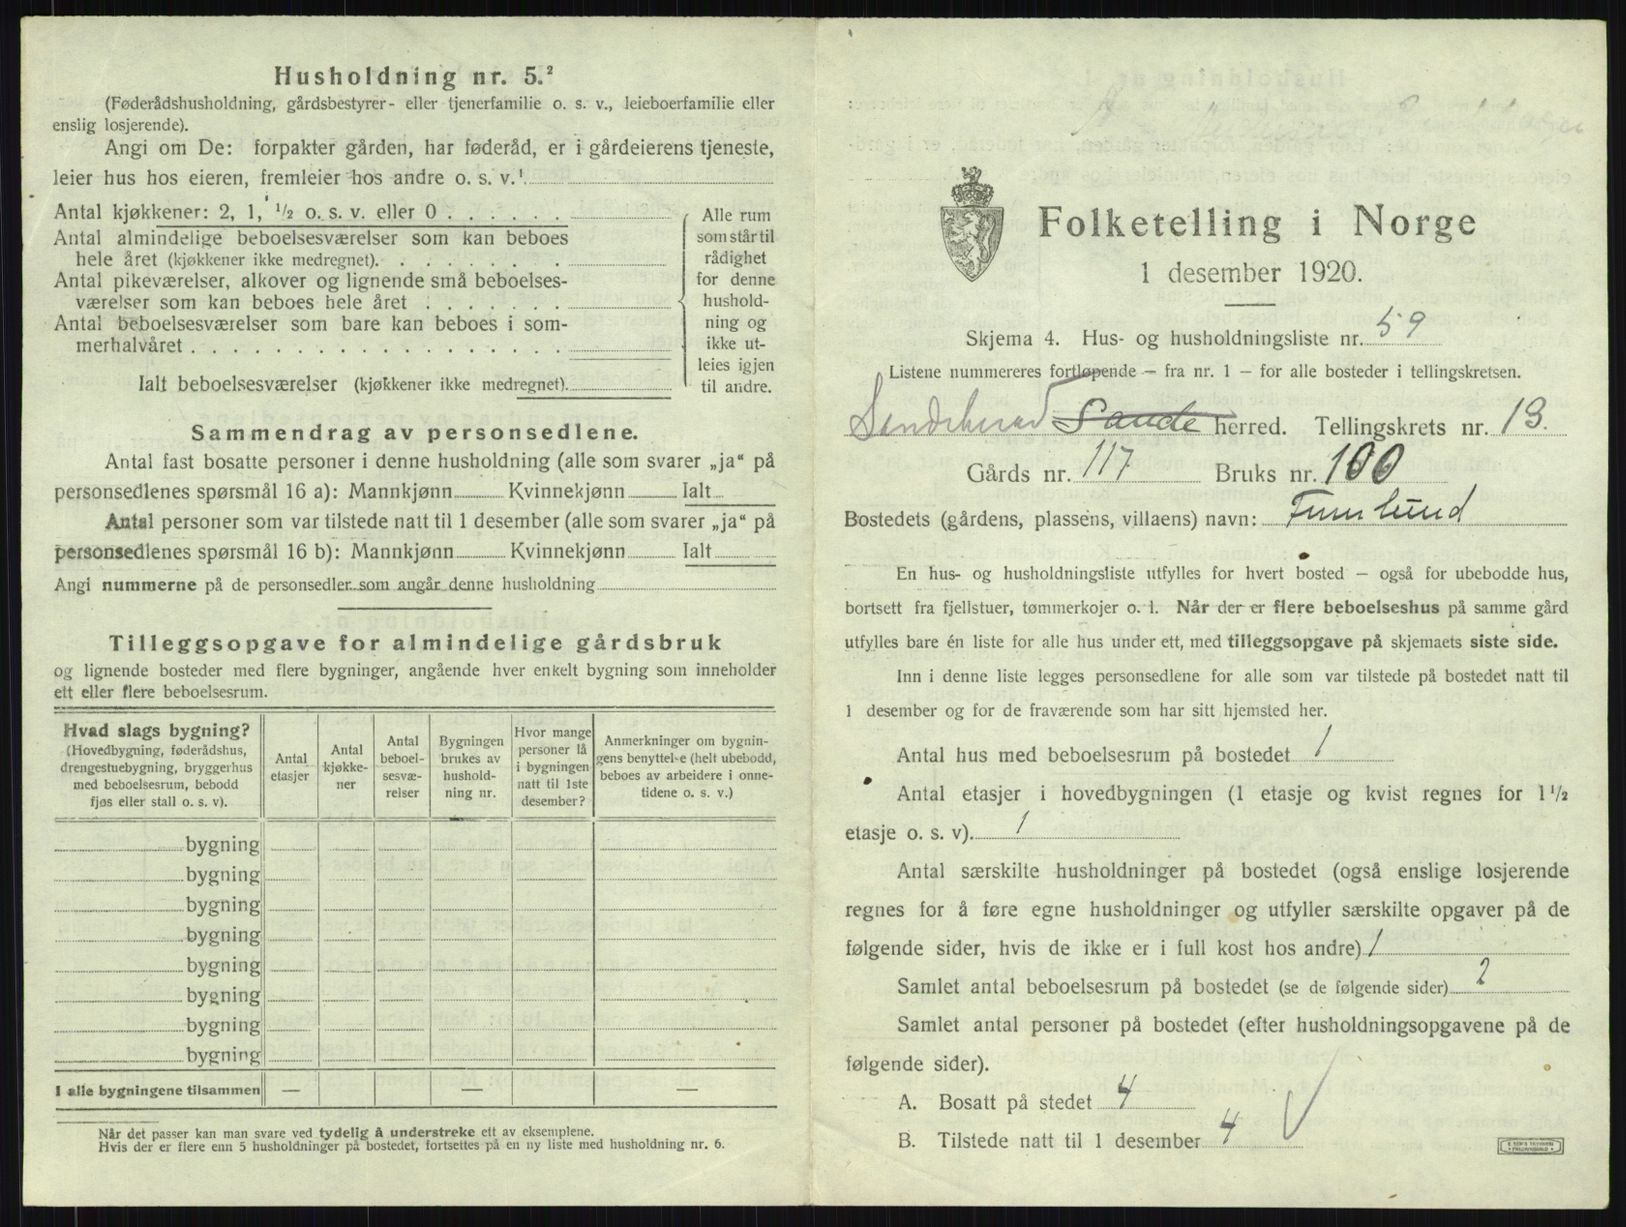 Husholdning nr. 5.²
(Føderådshusholdning, gårdsbestyrer- eller tjenerfamilie o. s. v., leieboerfamilie eller
enslig losjerende).
Angi om De: forpakter gården, har føderåd, er i gårdeierens tjeneste,
leier hus hos eieren, fremleier hos andre o. s. v.¹
Antal kjøkkener: 2, 1, ½ o. s. v. eller 0
Antal almindelige beboelsesværelser som kan beboes
hele året (kjøkkener ikke medregnet).
Antal pikeværelser, alkover og lignende små beboelses-
værelser som kan beboes hele året
Antal beboelsesværelser som bare kan beboes i som-
merhalvåret
Ialt beboelsesværelser (kjøkkener ikke medregnet).
Alle rum
som står til
rådighet
for denne
hushold-
ning og
ikke ut-
leies igjen
til andre.
Sammendrag av personsedlene.
Antal fast bosatte personer i denne husholdning (alle som svarer „ja“ på
personsedlenes spørsmål 16 a): Mannkjønn Kvinnekjønn Ialt
Antal personer som var tilstede natt til 1 desember (alle som svarer „ja“ på
personsedlenes spørsmål 16 b): Mannkjønn Kvinnekjønn Ialt
Angi nummerne på de personsedler som angår denne husholdning
Tilleggsopgave for almindelige gårdsbruk
og lignende bosteder med flere bygninger, angående hver enkelt bygning som inneholder
ett eller flere beboelsesrum.
Hvad slags bygning?
(Hovedbygning, føderådshus,
drengestuebygning, bryggerhus
med beboelsesrum, bebodd
fjøs eller stall o. s. v).
Antal
etasjer
Antal
kjøkke-
ner
Antal
beboel-
sesvæ-
relser
Bygningen
brukes av
hushold-
ning nr.
Hvor mange
personer lå
i bygningen
natt til 1ste
desember?
Anmerkninger om bygnin-
gens benyttelse (helt ubebodd,
beboes av arbeidere i onne-
tidene o. s. v.)
bygning
bygning
bygning
bygning
bygning
bygning
bygning
bygning
I alle bygningene tilsammen — — — —
Når det passer kan man svare ved tydelig å understreke ett av eksemplene.
Hvis der er flere enn 5 husholdninger på bostedet, fortsettes på en ny liste med husholdning nr. 6.
Folketelling i Norge
1 desember 1920.
Skjema 4. Hus- og husholdningsliste nr. 59
Listene nummereres fortløpende — fra nr. 1 — for alle bosteder i tellingskretsen.
Sandeherad Sande herred. Tellingskrets nr. 13.
Gårds nr. 117 Bruks nr. 100
Bostedets (gårdens, plassens, villaens) navn: Furulund
En hus- og husholdningsliste utfylles for hvert bosted — også for ubebodde hus,
bortsett fra fjellstuer, tømmerkojer o. l. Når der er flere beboelseshus på samme gård
utfylles bare én liste for alle hus under ett, med tilleggsopgave på skjemaets siste side.
Inn i denne liste legges personsedlene for alle som var tilstede på bostedet natt til
1 desember og for de fraværende som har sitt hjemsted her.
Antal hus med beboelsesrum på bostedet 1
Antal etasjer i hovedbygningen (1 etasje og kvist regnes for 1½
etasje o. s. v). 1
Antal særskilte husholdninger på bostedet (også enslige losjerende
regnes for å føre egne husholdninger og utfyller særskilte opgaver på de
følgende sider, hvis de ikke er i full kost hos andre) 1
Samlet antal beboelsesrum på bostedet (se de følgende sider) 2
Samlet antal personer på bostedet (efter husholdningsopgavene på de
følgende sider).
A. Bosatt på stedet 4
B. Tilstede natt til 1 desember 4